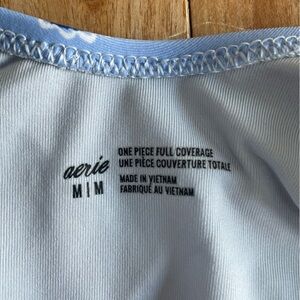 aerie
M | M
ONE PIECE FULL COVERAGE
UNE PIÈCE COUVERTURE TOTALE
MADE IN VIETNAM
FABRIQUÉ AU VIETNAM